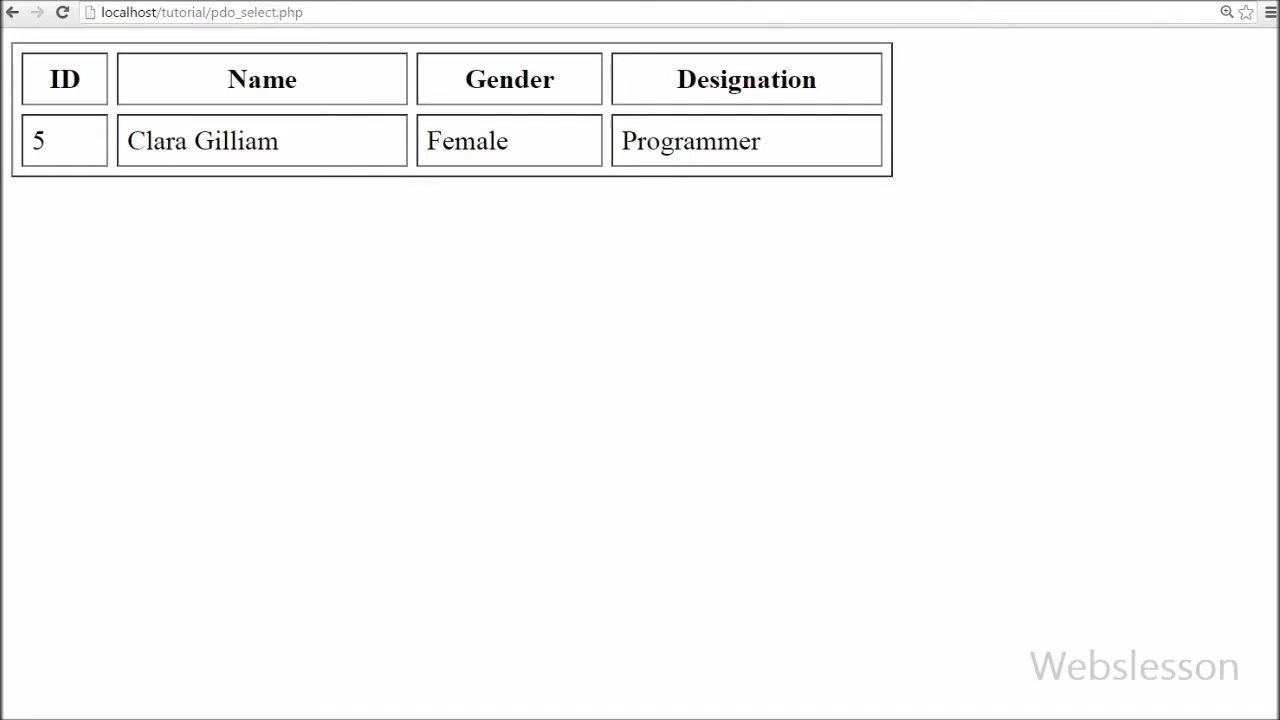 localhost/tutorial/pdo_select.php
ID Name Gender Designation
5 Clara Gilliam Female Programmer
Webslesson